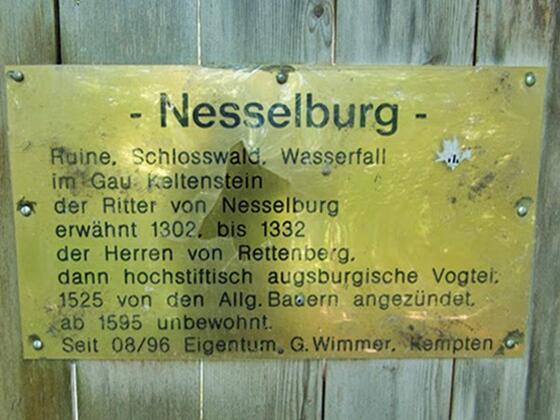 - Nesselburg -
Ruine, Schlosswald, Wasserfall
im Gau Keltenstein
der Ritter von Nesselburg
erwähnt 1302, bis 1332
der Herren von Rettenberg,
dann hochstiftisch augsburgische Vogtei.
1525 von den Allg. Bauern angezündet,
ab 1595 unbewohnt.
Seit 08/96 Eigentum, G. Wimmer, Kempten